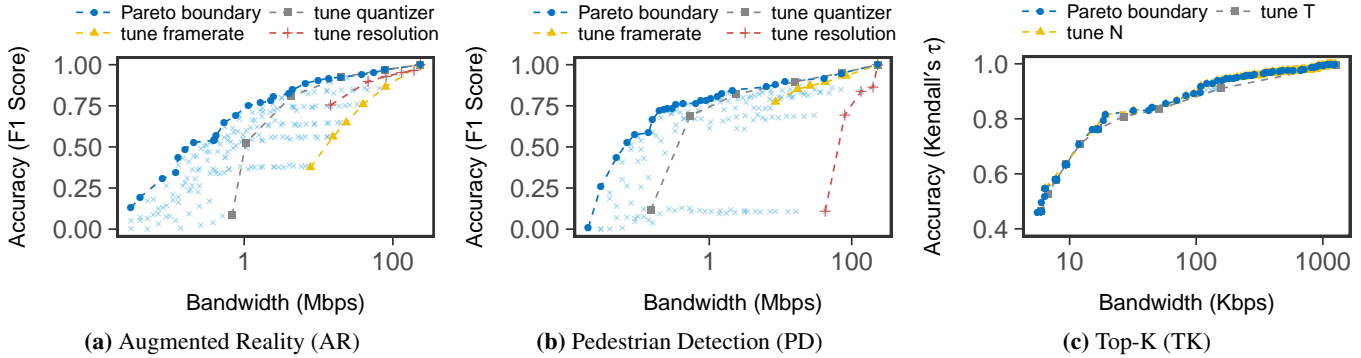 Pareto boundary tune quantizer
tune framerate tune resolution
Accuracy (F1 Score)
1.00
0.75
0.50
0.25
0.00
1 100
Bandwidth (Mbps)
(a) Augmented Reality (AR)
Pareto boundary tune quantizer
tune framerate tune resolution
Accuracy (F1 Score)
1.00
0.75
0.50
0.25
0.00
1 100
Bandwidth (Mbps)
(b) Pedestrian Detection (PD)
Pareto boundary tune T
tune N
Accuracy (Kendall's τ)
1.0
0.8
0.6
0.4
10 100 1000
Bandwidth (Kbps)
(c) Top-K (TK)